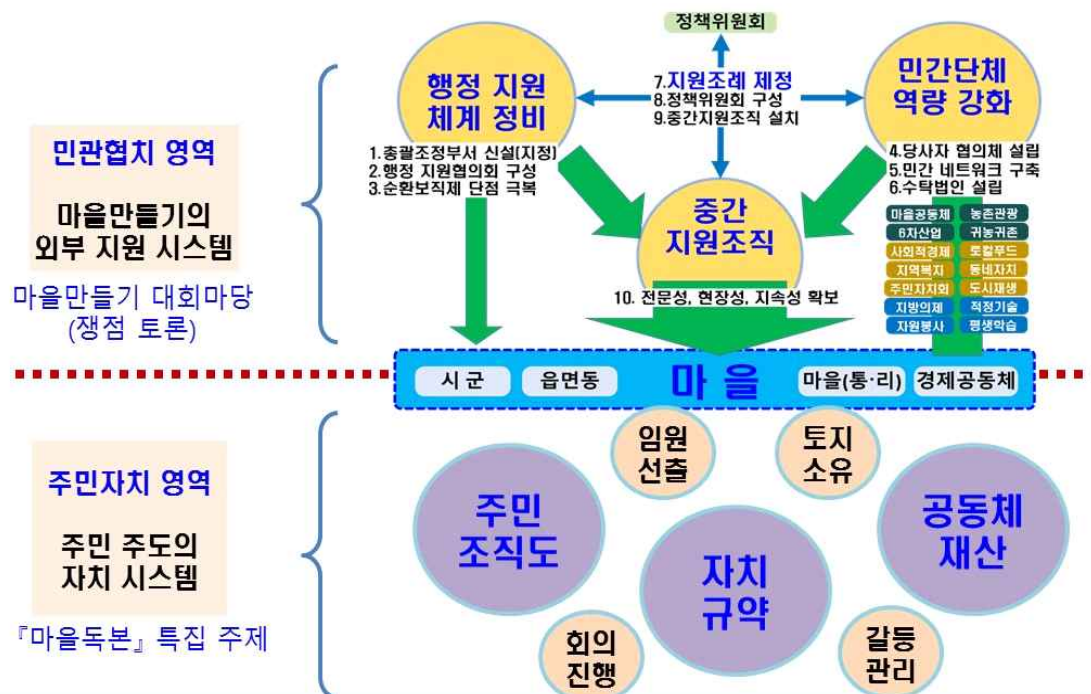 정책위원회
행정 지원
체계 정비
7.지원조례 제정
8.정책위원회 구성
9.중간지원조직 설치
민간단체
역량 강화
민관협치 영역
마을만들기의
외부 지원 시스템
마을만들기 대회마당
(쟁점 토론)
1.총괄조정부서 신설(지정)
2.행정 지원협의회 구성
3.순환보직제 단점 극복
4.당사자 협의체 설립
5.민간 네트워크 구축
6.수탁법인 설립
중간
지원조직
마을공동체 농촌관광
6차산업 귀농귀촌
사회적경제 로컬푸드
지역복지 동네자치
주민자치회 도시재생
지방의제 적정기술
자원봉사 평생학습
10. 전문성, 현장성, 지속성 확보
시군 읍면동 마을 마을(통·리) 경제공동체
주민자치 영역
주민 주도의
자치 시스템
『마을독본』 특집 주제
임원
선출
토지
소유
주민
조직도
자치
규약
공동체
재산
회의
진행
갈등
관리